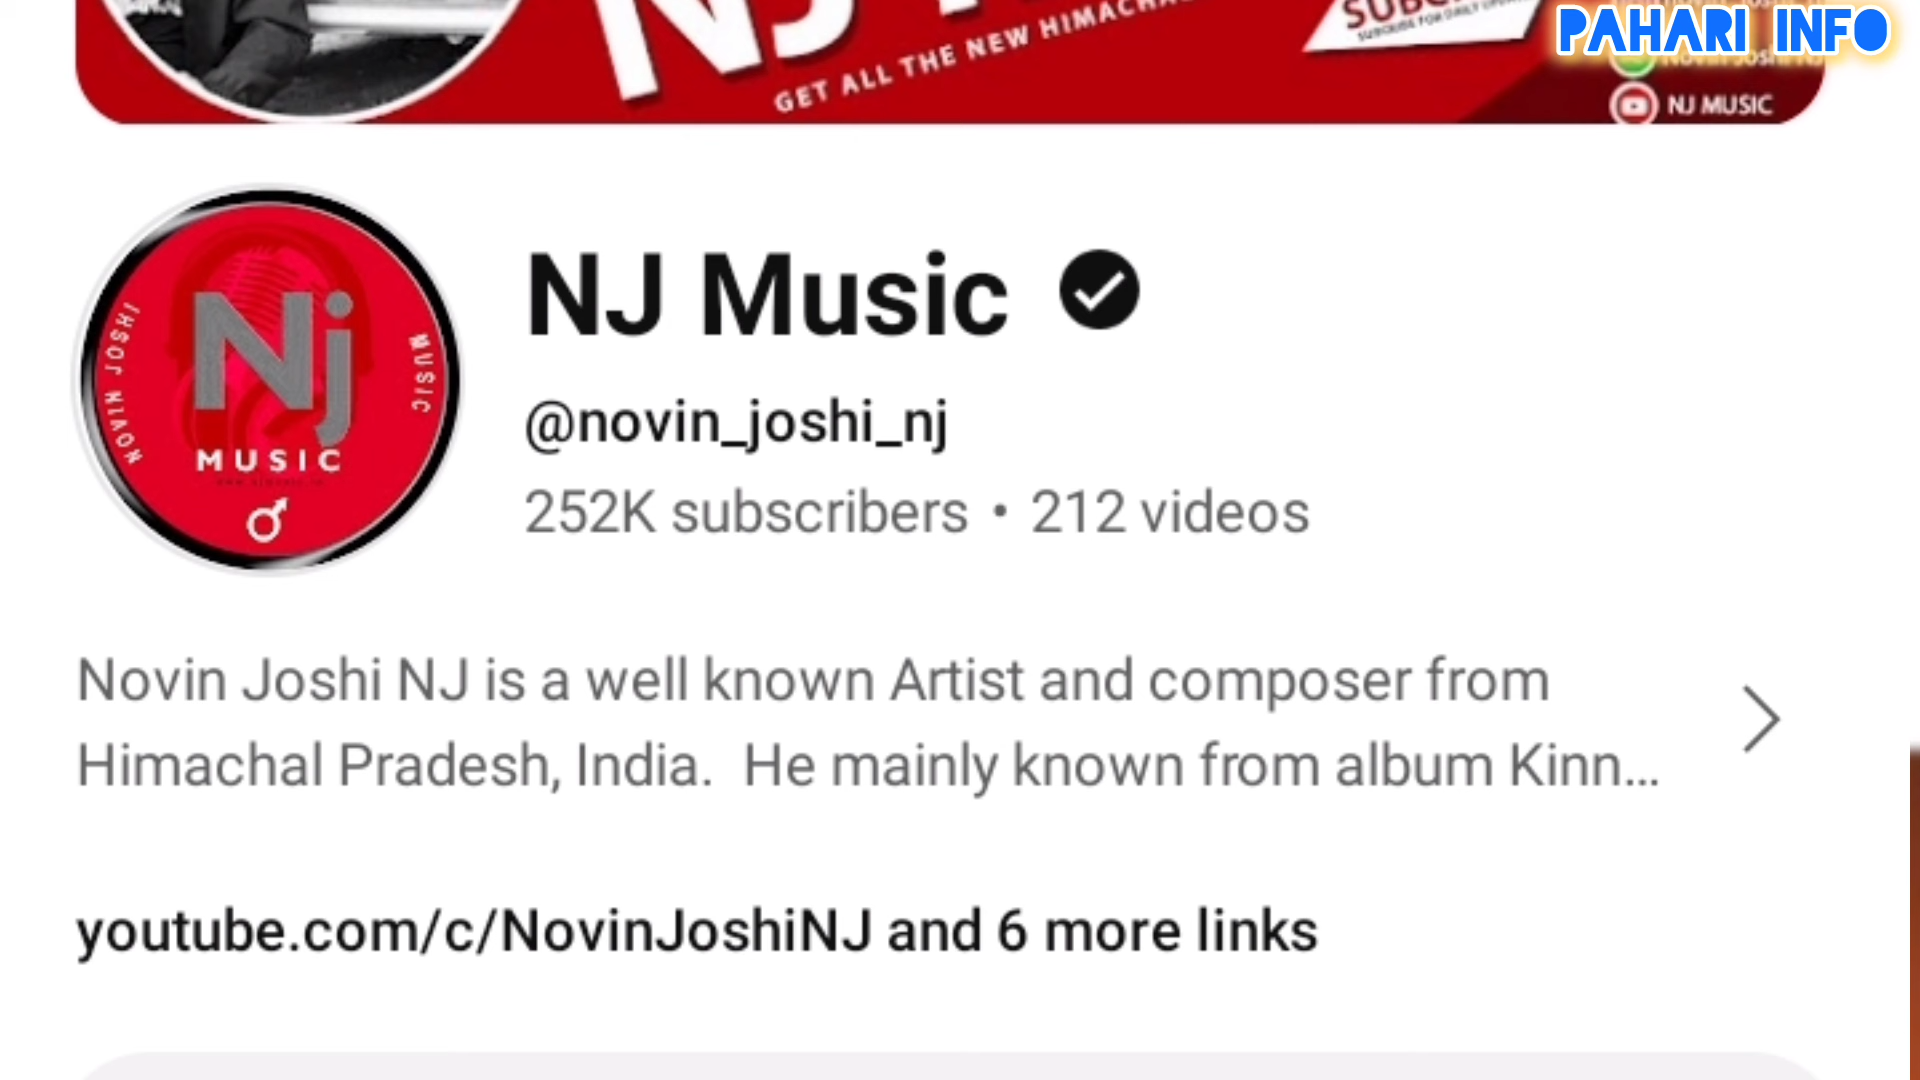 PAHARI INFO
GET ALL THE NEW
NJ MUSIC
NJ Music
@novin_joshi_nj
252K subscribers • 212 videos
NOVIN JOSHI
MUSIC
Nj
MUSIC
Novin Joshi NJ is a well known Artist and composer from
Himachal Pradesh, India. He mainly known from album Kinn...
youtube.com/c/NovinJoshiNJ and 6 more links